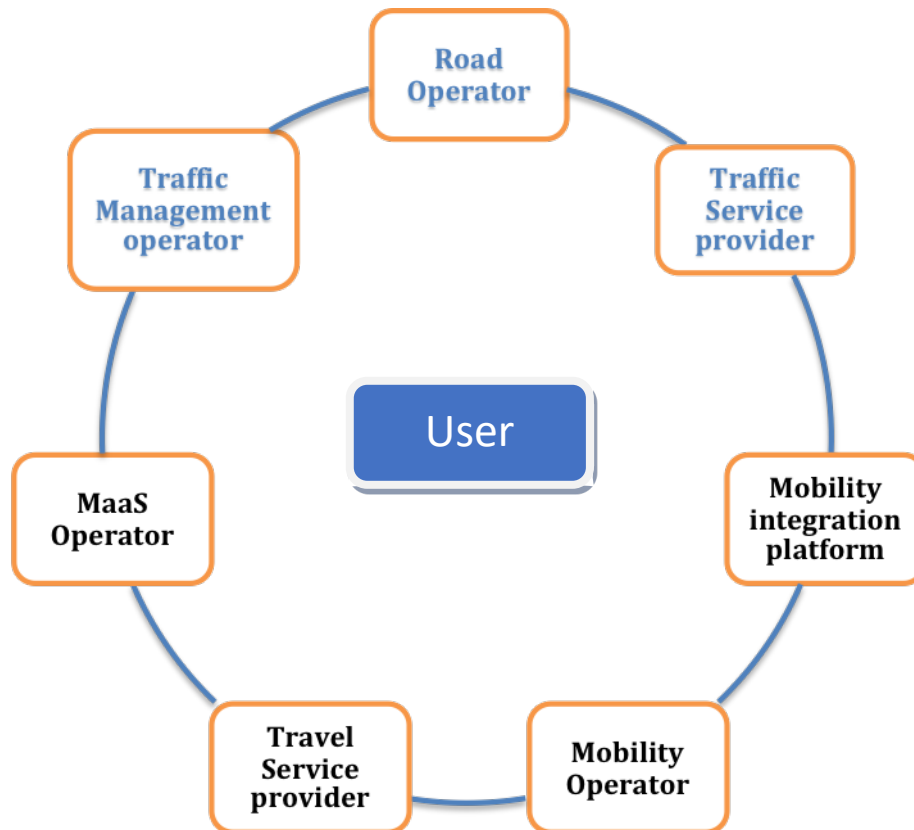 Road
Operator
Traffic
Management
operator
Traffic
Service
provider
User
MaaS
Operator
Mobility
integration
platform
Travel
Service
provider
Mobility
Operator